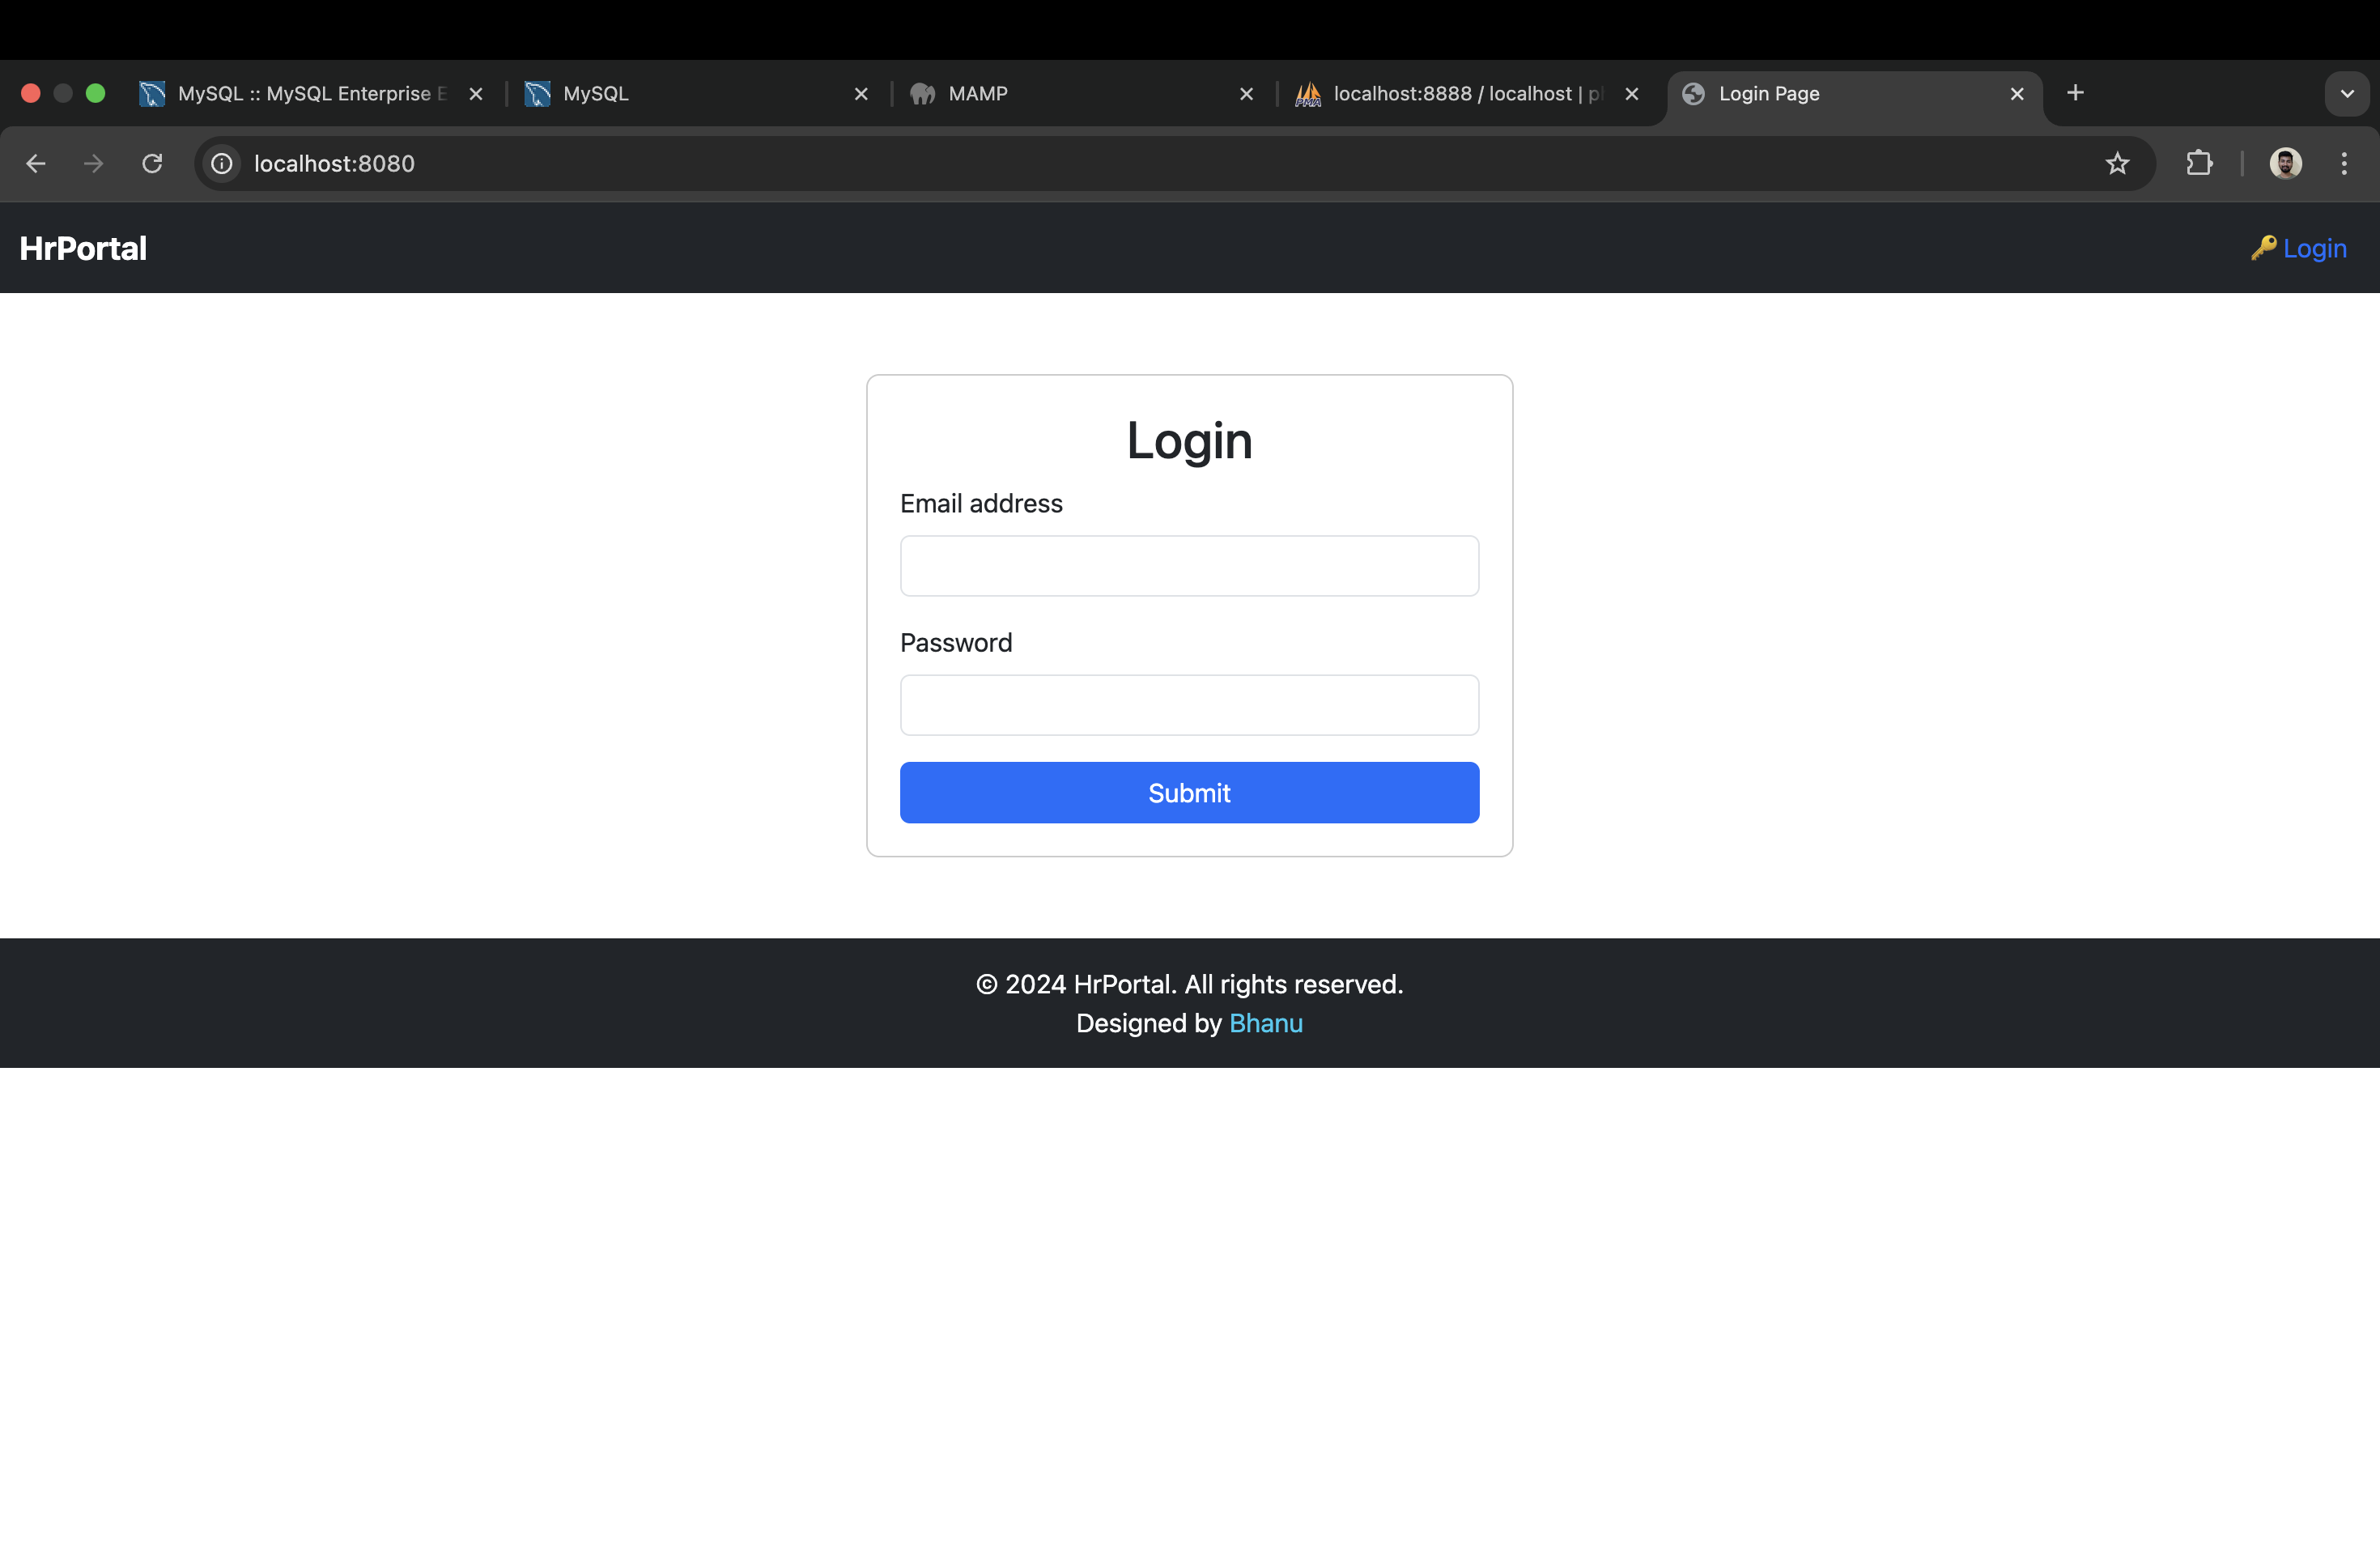 MySQL :: MySQL Enterprise E
MySQL
MAMP
localhost:8888 / localhost | p
Login Page
localhost:8080
HrPortal
🔑 Login
Login
Email address
Password
Submit
© 2024 HrPortal. All rights reserved.
Designed by Bhanu